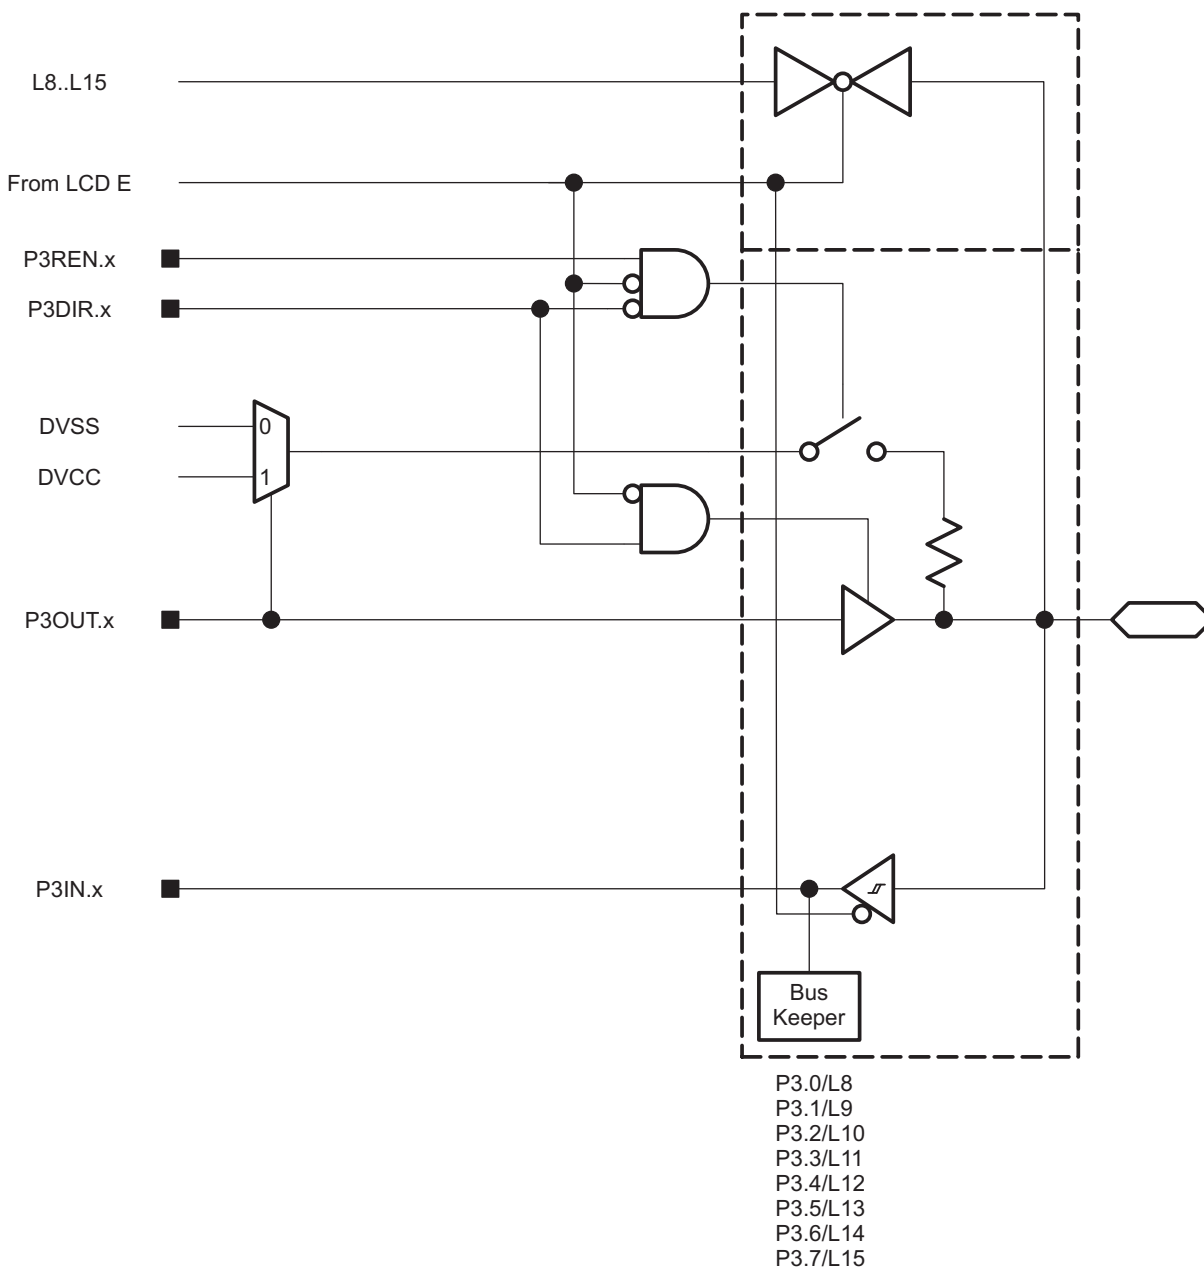 L8..L15
From LCD E
P3REN.x
P3DIR.x
DVSS
0
DVCC
1
P3OUT.x
P3IN.x
Bus
Keeper
P3.0/L8
P3.1/L9
P3.2/L10
P3.3/L11
P3.4/L12
P3.5/L13
P3.6/L14
P3.7/L15